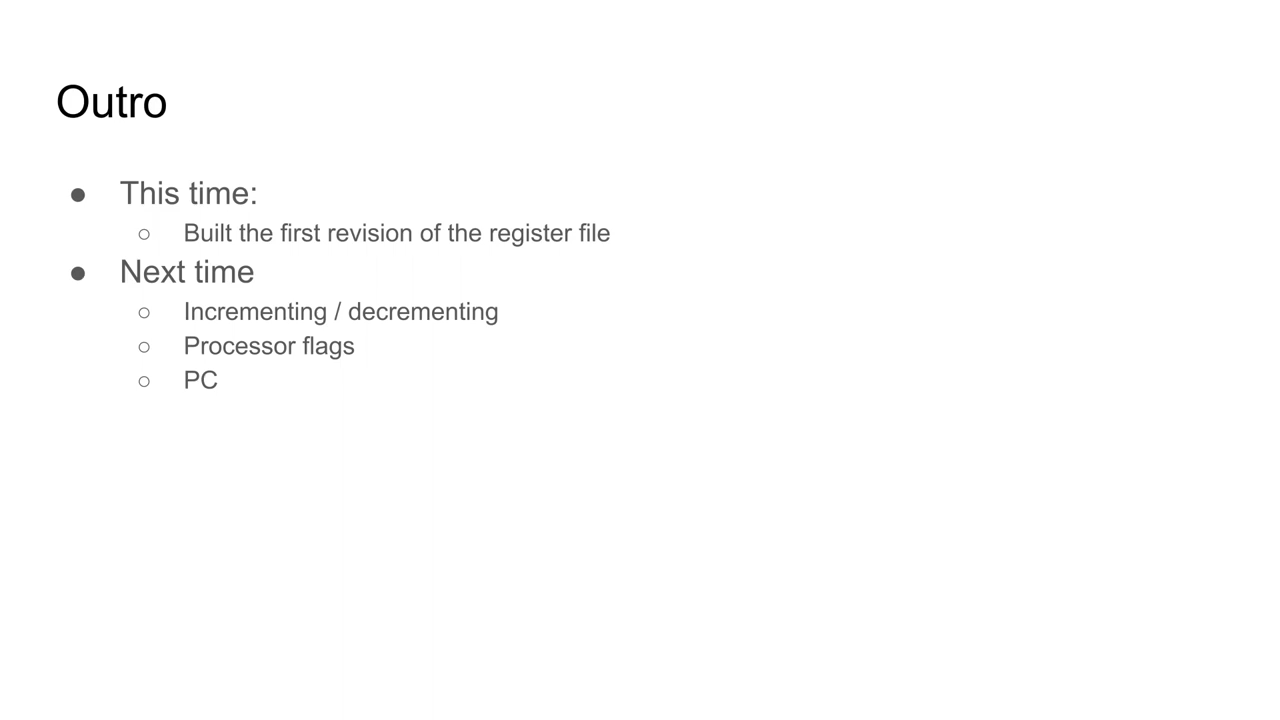 Outro
● This time:
○ Built the first revision of the register file
● Next time
○ Incrementing / decrementing
○ Processor flags
○ PC